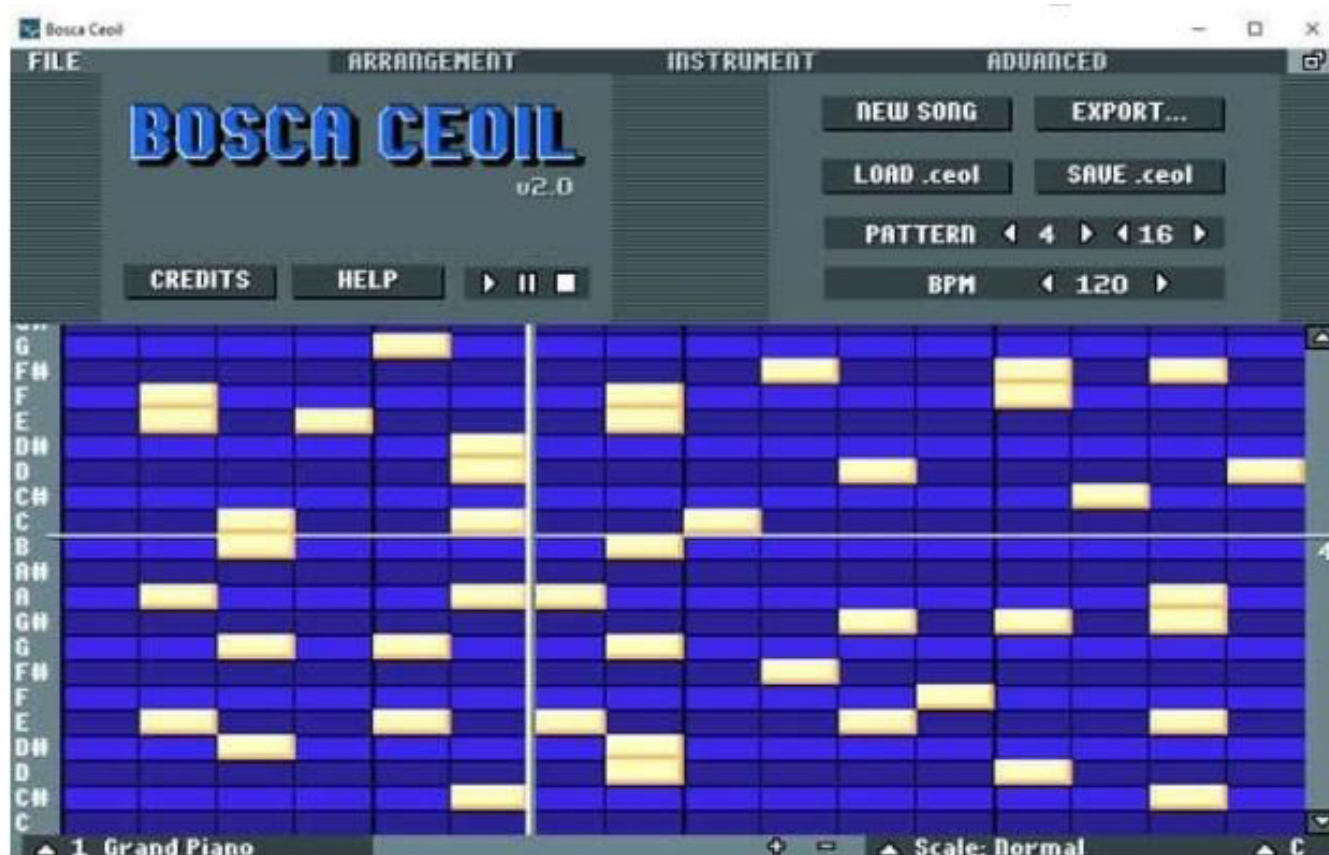 Bosca Ceoil
FILE ARRANGEMENT INSTRUMENT ADVANCED
BOSCA CEOIL
v2.0
NEW SONG EXPORT...
LOAD .ceol SAVE .ceol
PATTERN 4 16
CREDITS HELP BPM 120
G
F#
F
E
D#
D
C#
C
B
A#
A
G#
G
F#
F
E
D#
D
C#
C
4
1 Grand Piano + - Scale: Normal C